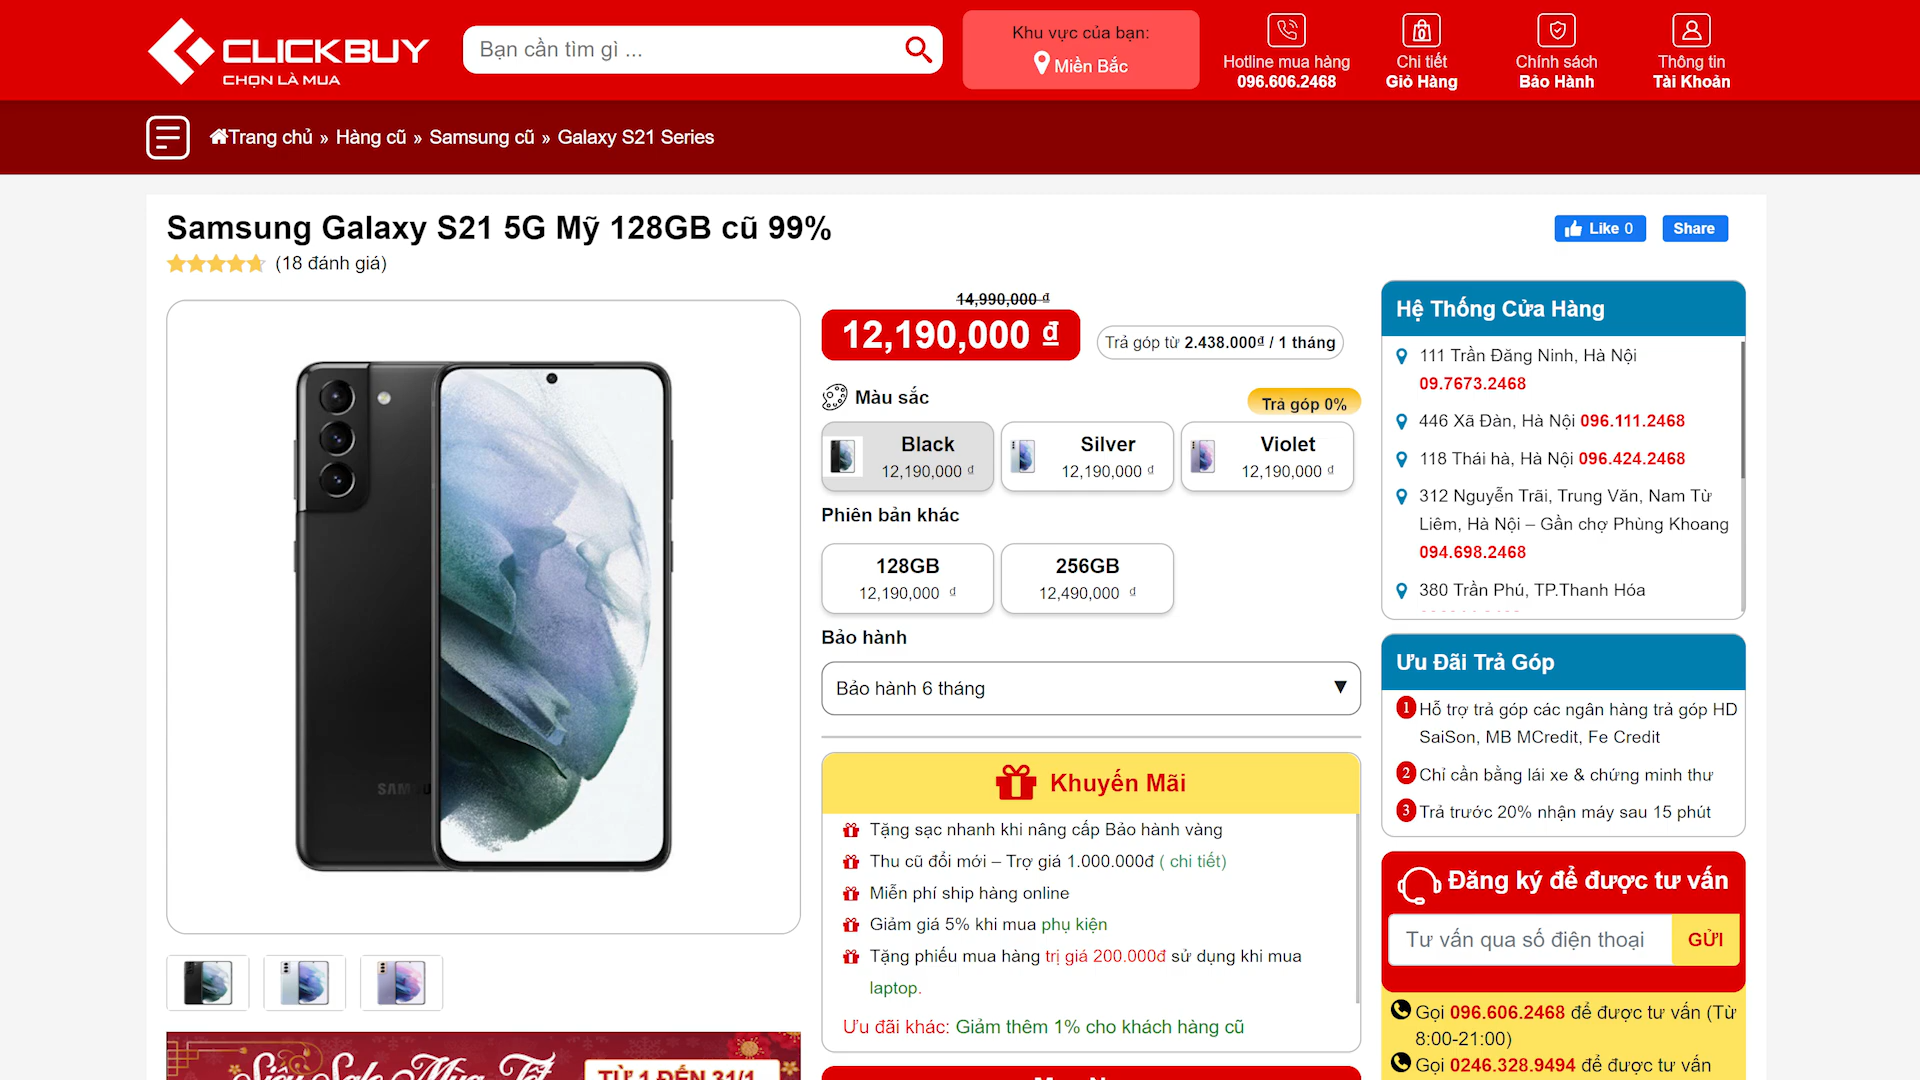 CLICKBUY
CHỌN LÀ MUA
Bạn cần tìm gì ...
Khu vực của bạn:
Miền Bắc
Hotline mua hàng
096.606.2468
Chi tiết
Giỏ Hàng
Chính sách
Bảo Hành
Thông tin
Tài Khoản
Trang chủ » Hàng cũ » Samsung cũ » Galaxy S21 Series
Samsung Galaxy S21 5G Mỹ 128GB cũ 99%
(18 đánh giá)
Like 0
Share
14,990,000 ₫
12,190,000 ₫
Trả góp từ 2.438.000₫ / 1 tháng
Màu sắc
Trả góp 0%
Black
12,190,000 ₫
Silver
12,190,000 ₫
Violet
12,190,000 ₫
Phiên bản khác
128GB
12,190,000 ₫
256GB
12,490,000 ₫
Bảo hành
Bảo hành 6 tháng
Khuyến Mãi
Tặng sạc nhanh khi nâng cấp Bảo hành vàng
Thu cũ đổi mới – Trợ giá 1.000.000đ ( chi tiết)
Miễn phí ship hàng online
Giảm giá 5% khi mua phụ kiện
Tặng phiếu mua hàng trị giá 200.000đ sử dụng khi mua
laptop.
Ưu đãi khác: Giảm thêm 1% cho khách hàng cũ
Hệ Thống Cửa Hàng
111 Trần Đăng Ninh, Hà Nội
09.7673.2468
446 Xã Đàn, Hà Nội 096.111.2468
118 Thái hà, Hà Nội 096.424.2468
312 Nguyễn Trãi, Trung Văn, Nam Từ
Liêm, Hà Nội – Gần chợ Phùng Khoang
094.698.2468
380 Trần Phú, TP.Thanh Hóa
Ưu Đãi Trả Góp
1 Hỗ trợ trả góp các ngân hàng trả góp HD
SaiSon, MB MCredit, Fe Credit
2 Chỉ cần bằng lái xe & chứng minh thư
3 Trả trước 20% nhận máy sau 15 phút
Đăng ký để được tư vấn
Tư vấn qua số điện thoại
GỬI
Gọi 096.606.2468 để được tư vấn (Từ
8:00-21:00)
Gọi 0246.328.9494 để được tư vấn
Siêu Sale Mùa Tết
TỪ 1 ĐẾN 31/1